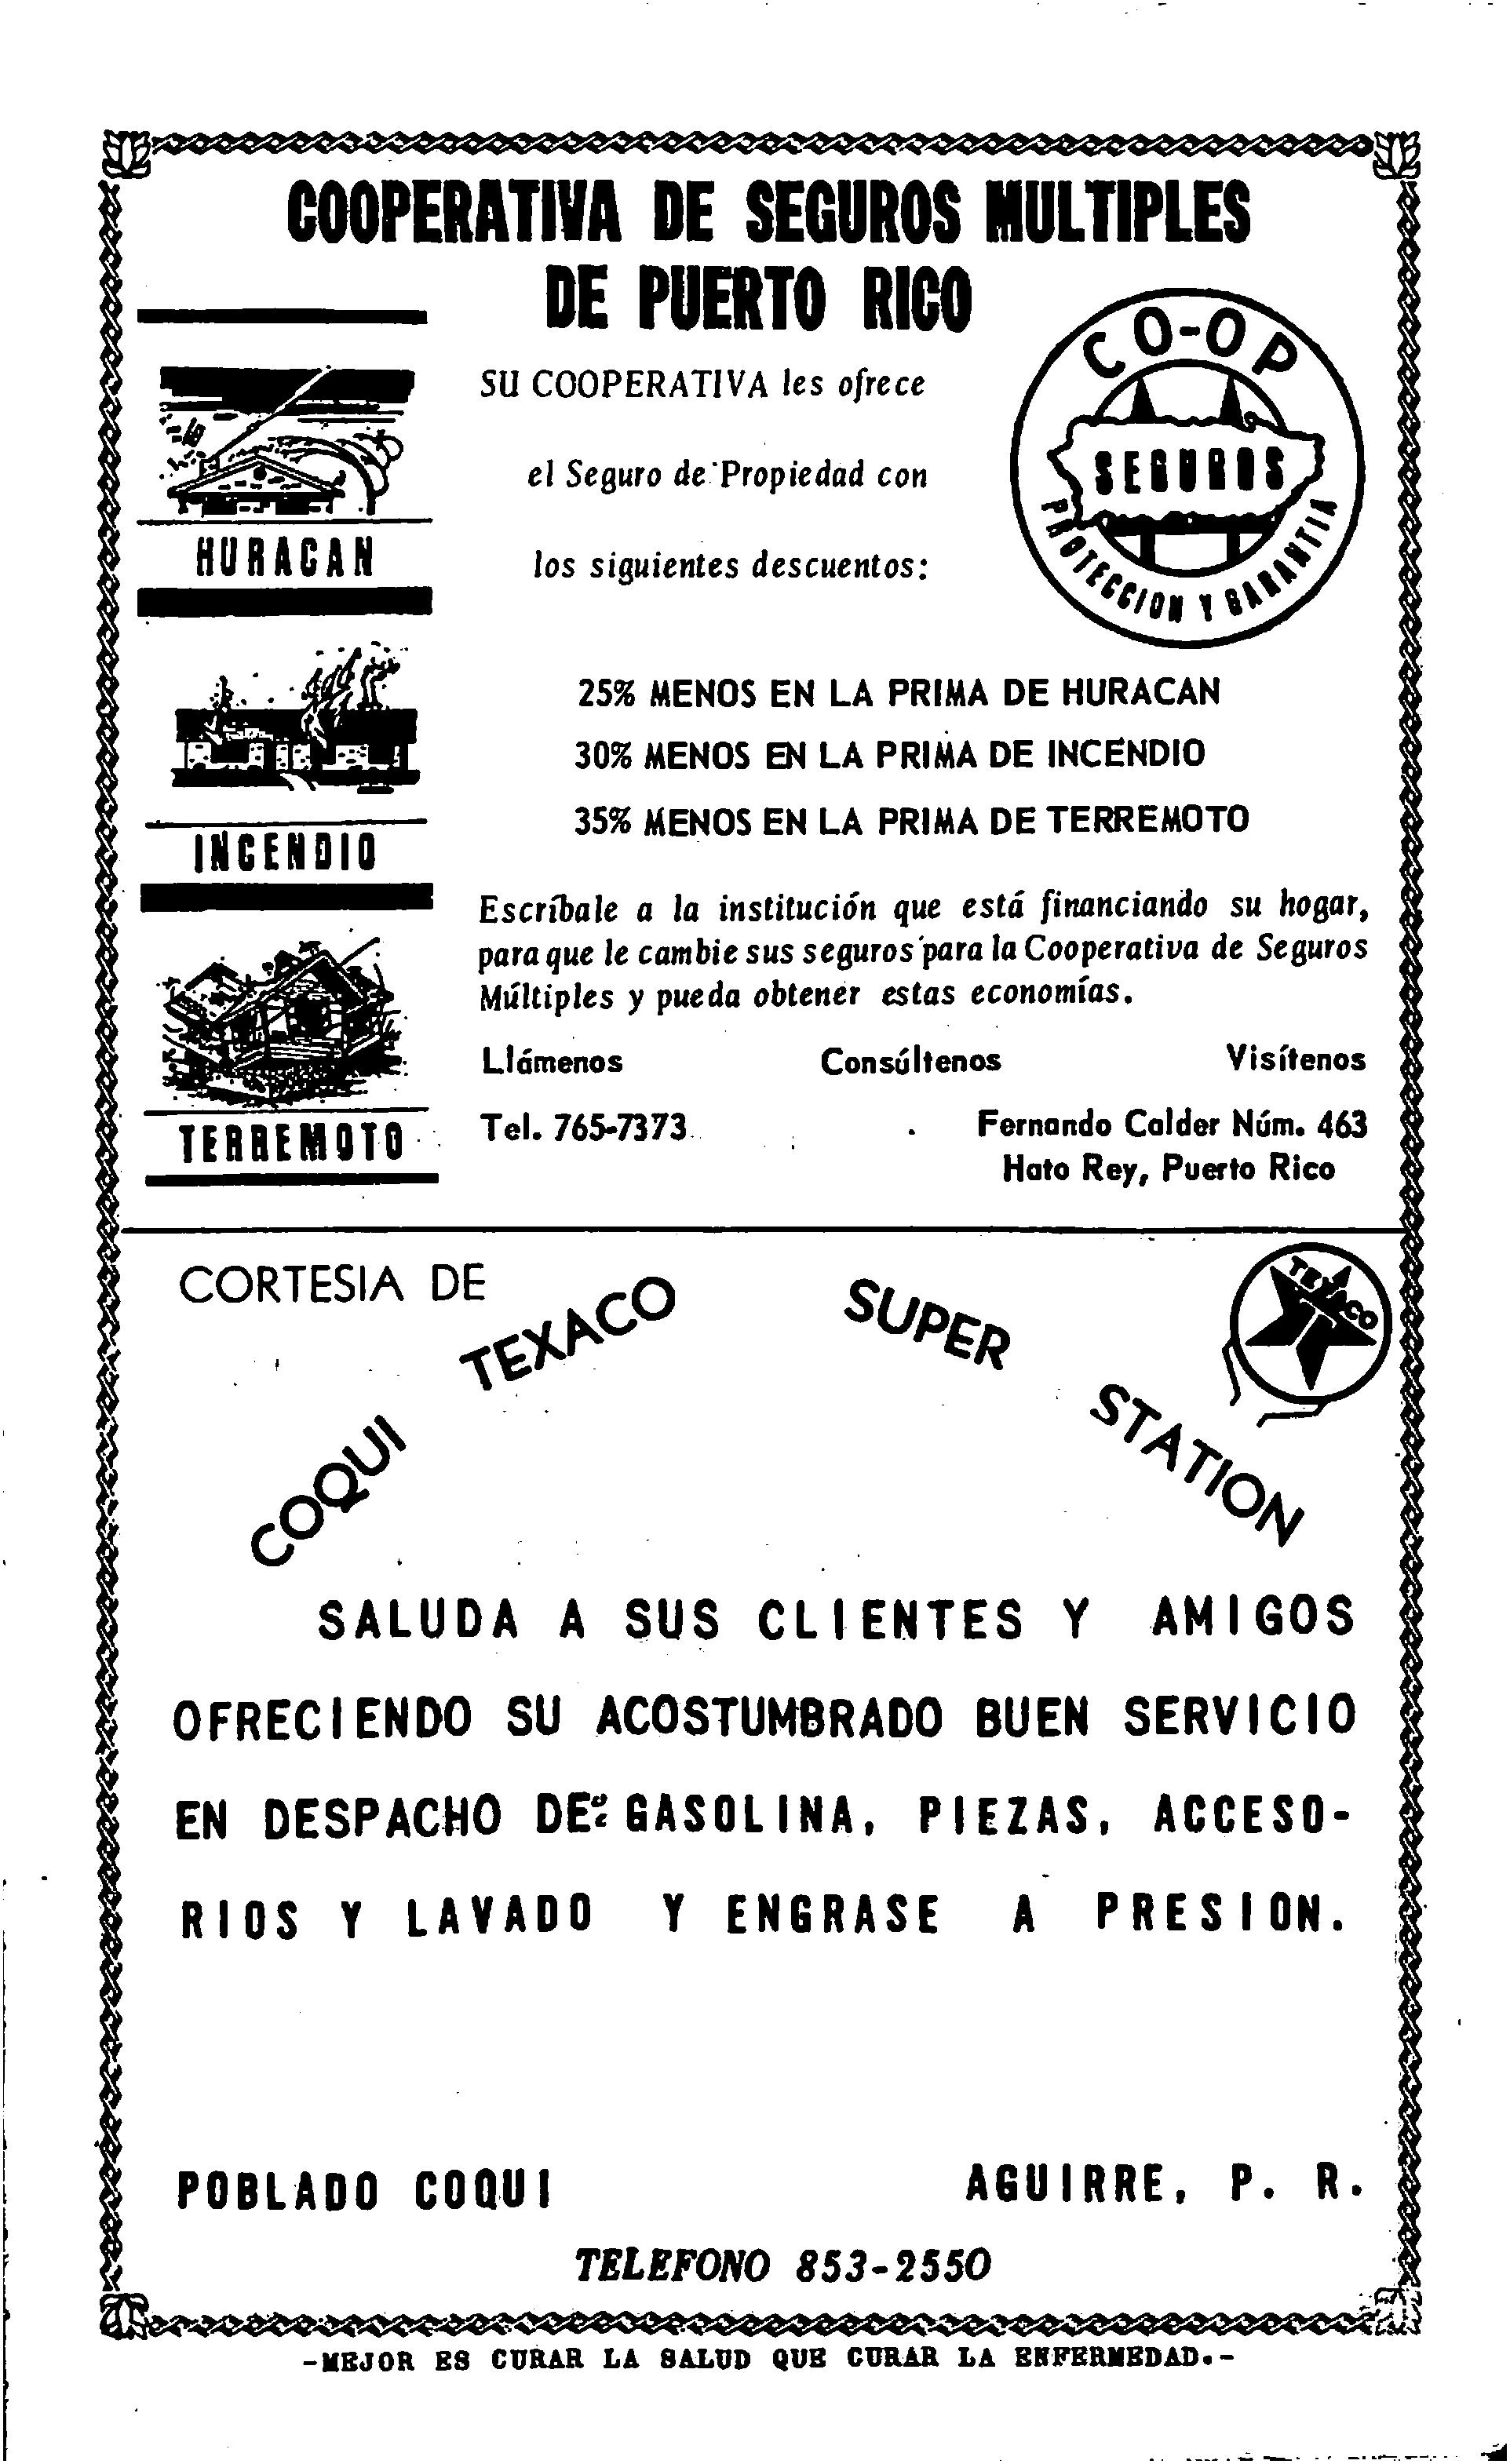 COOPERATIVA DE SEGUROS MULTIPLES
DE PUERTO RICO
CO-OP
SEGUROS
PROTECCION Y GARANTIA
SU COOPERATIVA les ofrece
el Seguro de Propiedad con
los siguientes descuentos:
HURACAN
INCENDIO
TERREMOTO
25% MENOS EN LA PRIMA DE HURACAN
30% MENOS EN LA PRIMA DE INCENDIO
35% MENOS EN LA PRIMA DE TERREMOTO
Escríbale a la institución que está financiando su hogar,
para que le cambie sus seguros para la Cooperativa de Seguros
Múltiples y pueda obtener estas economías.
Llámenos Consúltenos Visítenos
Tel. 765-7373 Fernando Calder Núm. 463
Hato Rey, Puerto Rico
CORTESIA DE
COQUI TEXACO SUPER STATION
TEXACO
SALUDA A SUS CLIENTES Y AMIGOS
OFRECIENDO SU ACOSTUMBRADO BUEN SERVICIO
EN DESPACHO DE: GASOLINA, PIEZAS, ACCESO-
RIOS Y LAVADO Y ENGRASE A PRESION.
POBLADO COQUI AGUIRRE, P. R.
TELEFONO 853-2550
-MEJOR ES CURAR LA SALUD QUE CURAR LA ENFERMEDAD.-